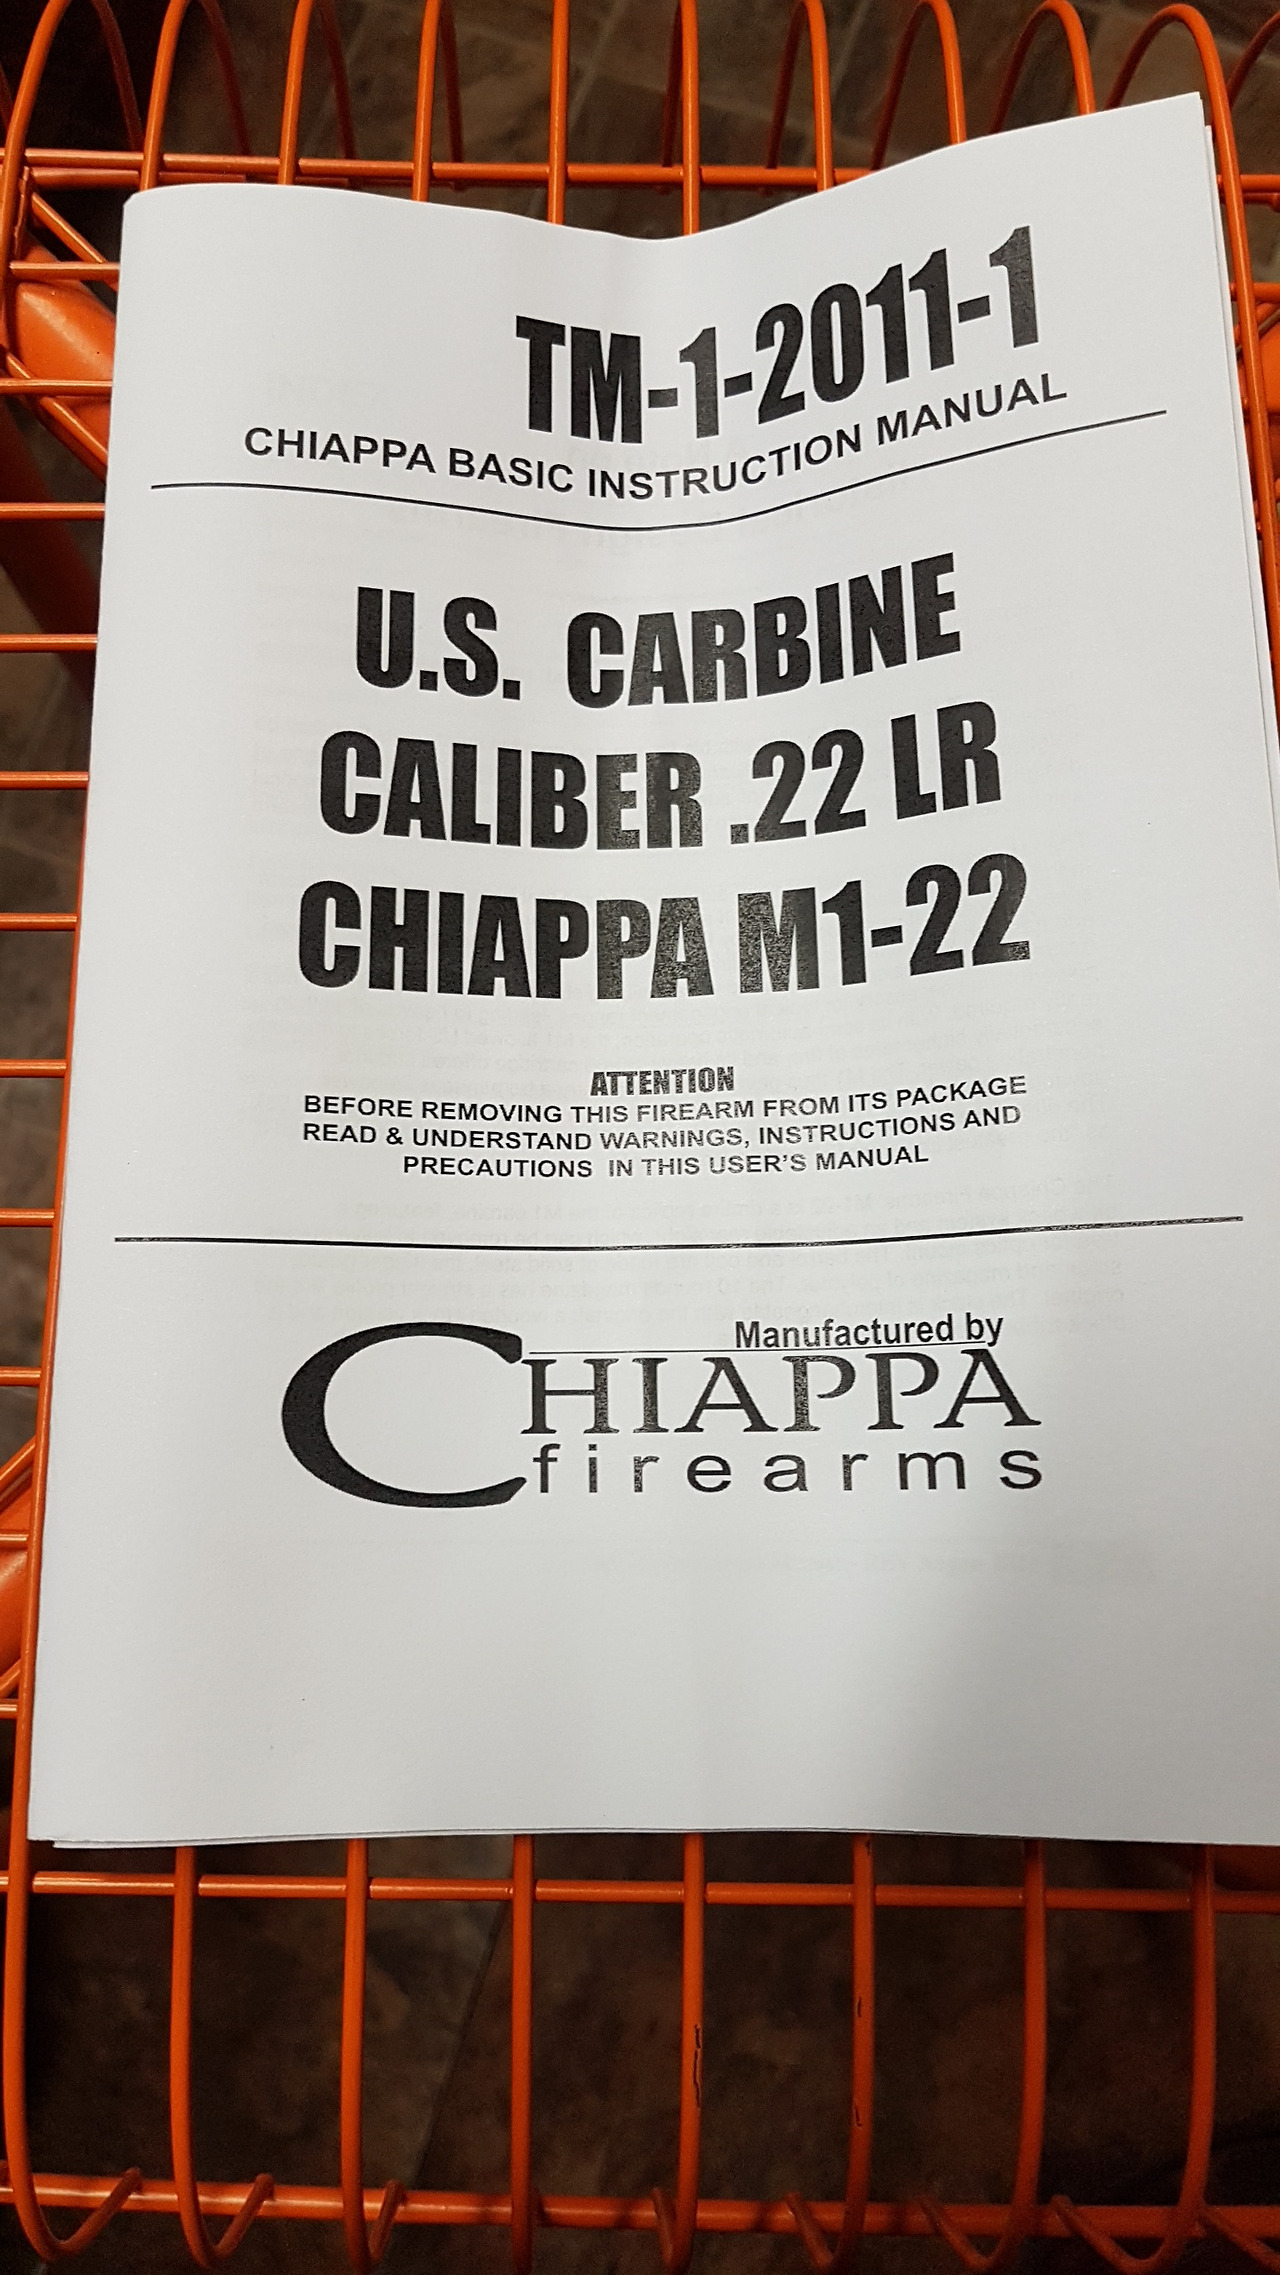 TM-1-2011-1
CHIAPPA BASIC INSTRUCTION MANUAL
U.S. CARBINE
CALIBER .22 LR
CHIAPPA M1-22
ATTENTION
BEFORE REMOVING THIS FIREARM FROM ITS PACKAGE
READ & UNDERSTAND WARNINGS, INSTRUCTIONS AND
PRECAUTIONS IN THIS USER'S MANUAL
Manufactured by
CHIAPPA
firearms